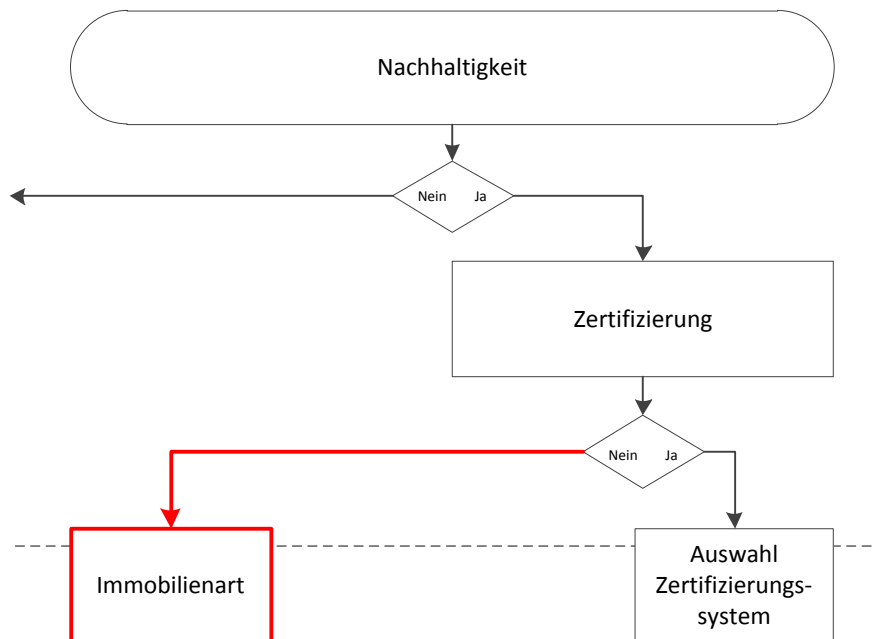 Nachhaltigkeit
Nein Ja
Zertifizierung
Nein Ja
Immobilienart
Auswahl
Zertifizierungs-
system